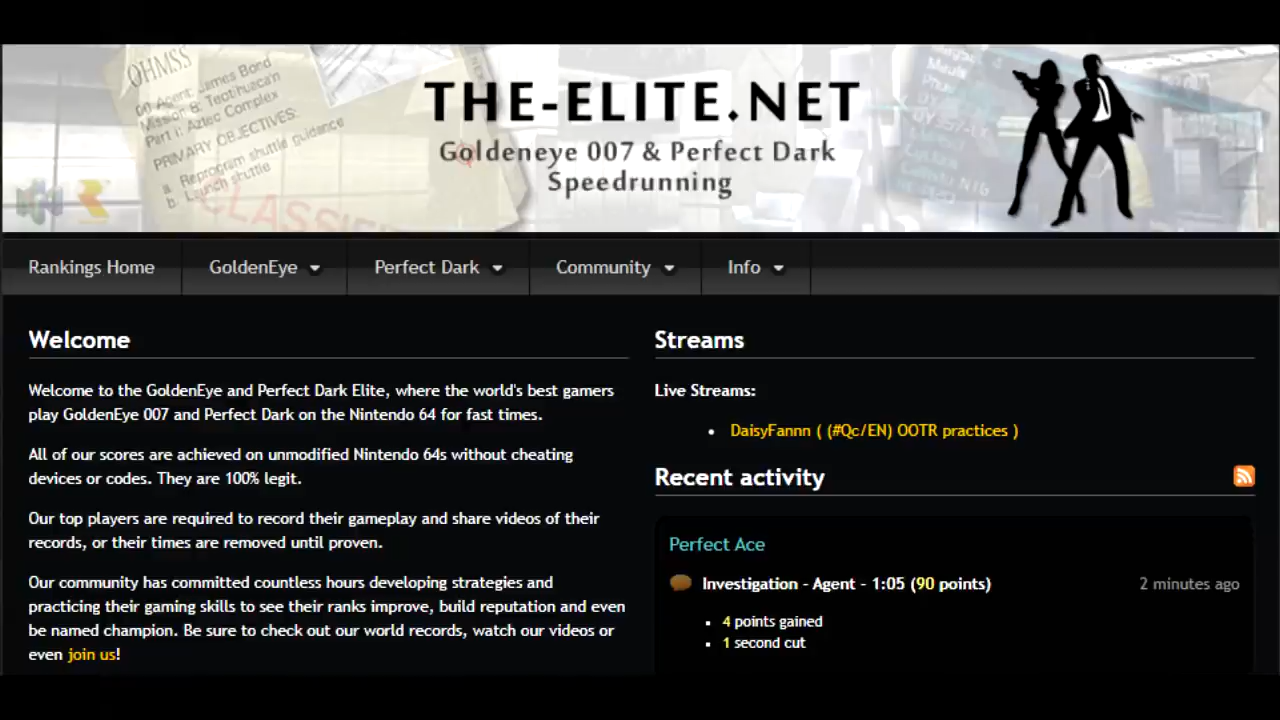 OHMSS
00 Agent: James Bond
Mission 8: Teotihuacán
Part I: Aztec Complex
PRIMARY OBJECTIVES:
a. Reprogram shuttle guidance
b. Launch shuttle
THE-ELITE.NET
Goldeneye 007 & Perfect Dark
Speedrunning
Rankings Home
GoldenEye
Perfect Dark
Community
Info
Welcome
Welcome to the GoldenEye and Perfect Dark Elite, where the world's best gamers
play GoldenEye 007 and Perfect Dark on the Nintendo 64 for fast times.
All of our scores are achieved on unmodified Nintendo 64s without cheating
devices or codes. They are 100% legit.
Our top players are required to record their gameplay and share videos of their
records, or their times are removed until proven.
Our community has committed countless hours developing strategies and
practicing their gaming skills to see their ranks improve, build reputation and even
be named champion. Be sure to check out our world records, watch our videos or
even join us!
Streams
Live Streams:
• DaisyFannn ( (#Qc/EN) OOTR practices )
Recent activity
Perfect Ace
Investigation - Agent - 1:05 (90 points)
2 minutes ago
4 points gained
1 second cut